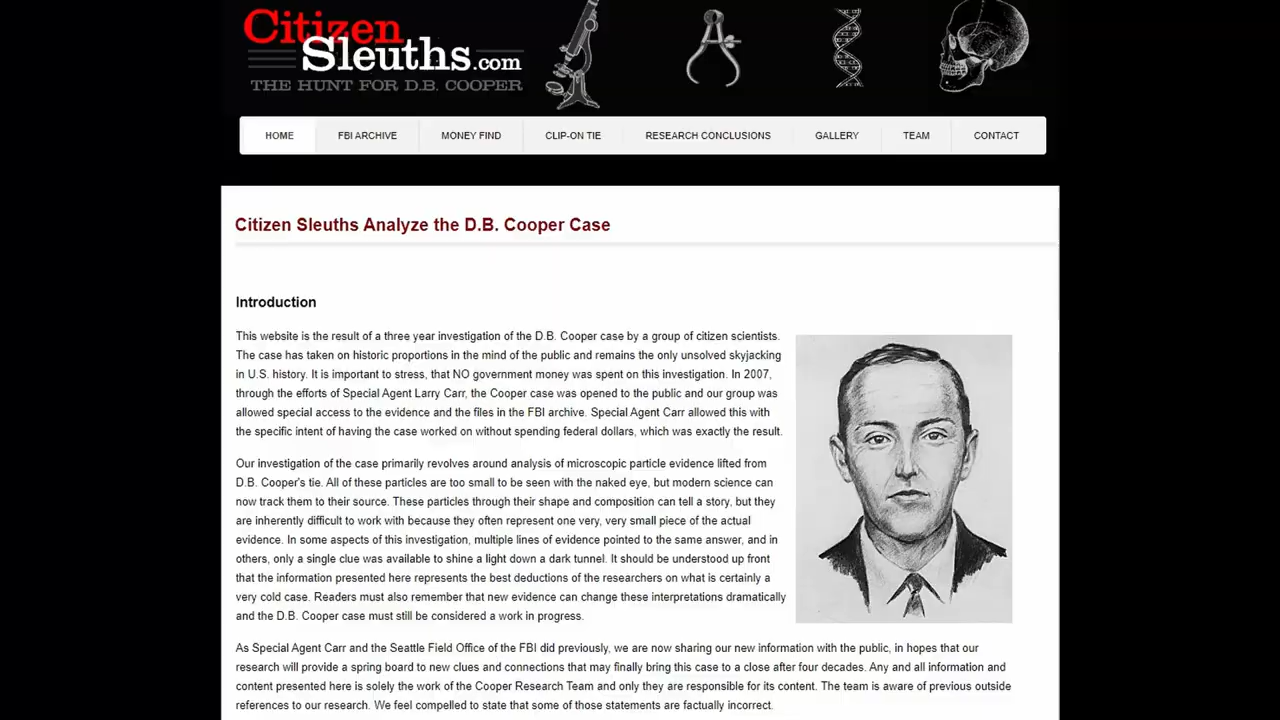 Citizen
Sleuths.com
THE HUNT FOR D.B. COOPER
HOME FBI ARCHIVE MONEY FIND CLIP-ON TIE RESEARCH CONCLUSIONS GALLERY TEAM CONTACT
Citizen Sleuths Analyze the D.B. Cooper Case
Introduction
This website is the result of a three year investigation of the D.B. Cooper case by a group of citizen scientists.
The case has taken on historic proportions in the mind of the public and remains the only unsolved skyjacking
in U.S. history. It is important to stress, that NO government money was spent on this investigation. In 2007,
through the efforts of Special Agent Larry Carr, the Cooper case was opened to the public and our group was
allowed special access to the evidence and the files in the FBI archive. Special Agent Carr allowed this with
the specific intent of having the case worked on without spending federal dollars, which was exactly the result.
Our investigation of the case primarily revolves around analysis of microscopic particle evidence lifted from
D.B. Cooper's tie. All of these particles are too small to be seen with the naked eye, but modern science can
now track them to their source. These particles through their shape and composition can tell a story, but they
are inherently difficult to work with because they often represent one very, very small piece of the actual
evidence. In some aspects of this investigation, multiple lines of evidence pointed to the same answer, and in
others, only a single clue was available to shine a light down a dark tunnel. It should be understood up front
that the information presented here represents the best deductions of the researchers on what is certainly a
very cold case. Readers must also remember that new evidence can change these interpretations dramatically
and the D.B. Cooper case must still be considered a work in progress.
As Special Agent Carr and the Seattle Field Office of the FBI did previously, we are now sharing our new information with the public, in hopes that our
research will provide a spring board to new clues and connections that may finally bring this case to a close after four decades. Any and all information and
content presented here is solely the work of the Cooper Research Team and only they are responsible for its content. The team is aware of previous outside
references to our research. We feel compelled to state that some of those statements are factually incorrect.